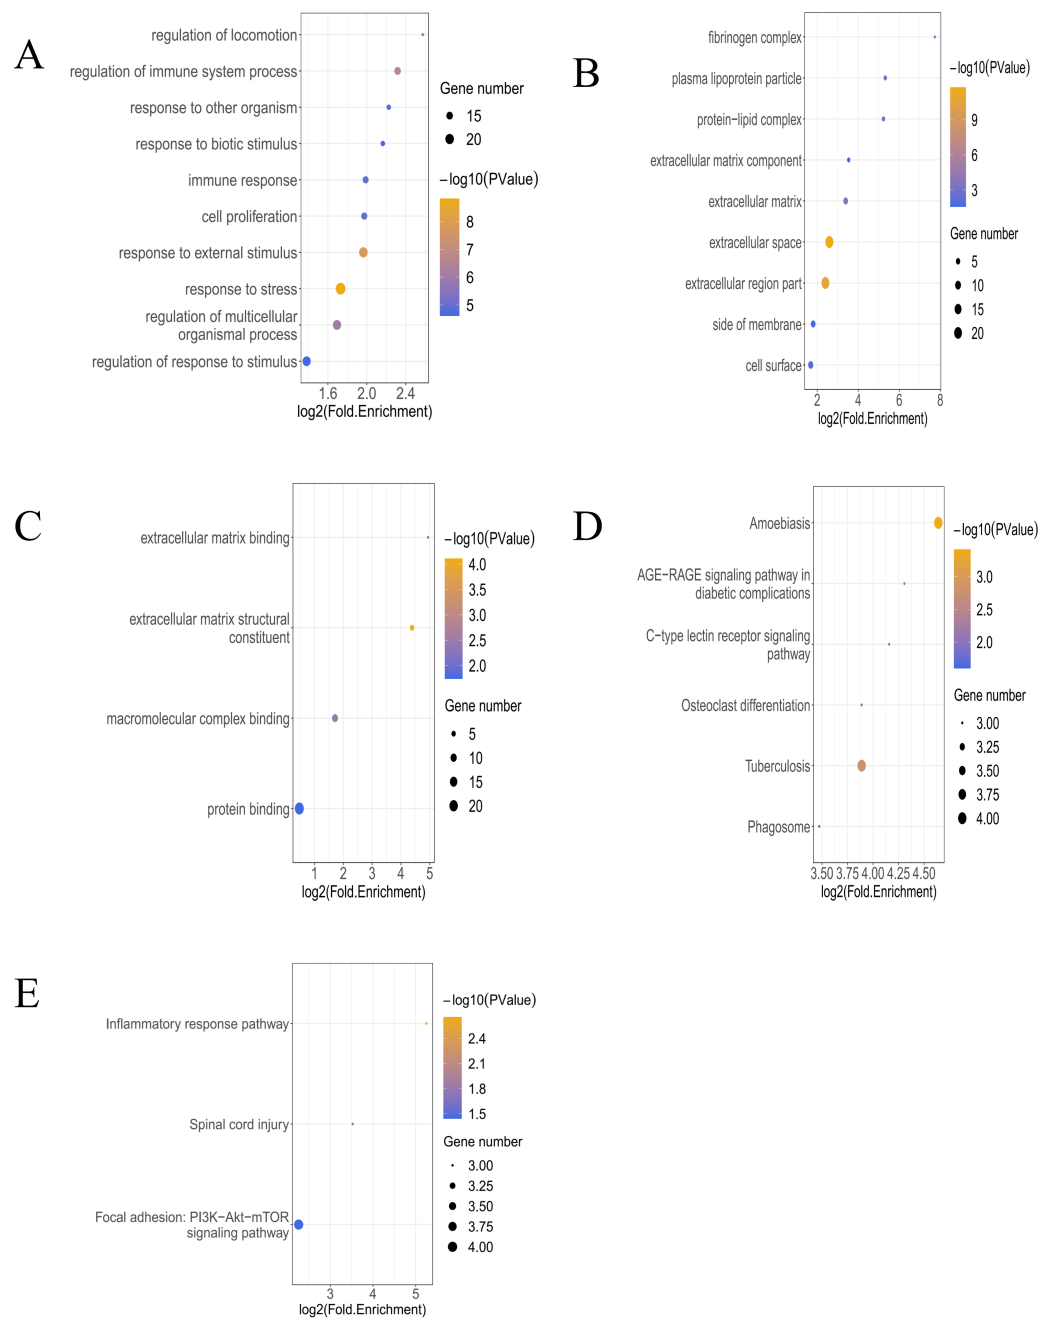 A
regulation of locomotion
regulation of immune system process
response to other organism
response to biotic stimulus
immune response
cell proliferation
response to external stimulus
response to stress
regulation of multicellular
organismal process
regulation of response to stimulus
1.6 2.0 2.4
log2(Fold.Enrichment)
Gene number
15
20
−log10(PValue)
8
7
6
5
B
fibrinogen complex
plasma lipoprotein particle
protein−lipid complex
extracellular matrix component
extracellular matrix
extracellular space
extracellular region part
side of membrane
cell surface
2 4 6 8
log2(Fold.Enrichment)
−log10(PValue)
9
6
3
Gene number
5
10
15
20
C
extracellular matrix binding
extracellular matrix structural
constituent
macromolecular complex binding
protein binding
1 2 3 4 5
log2(Fold.Enrichment)
−log10(PValue)
4.0
3.5
3.0
2.5
2.0
Gene number
5
10
15
20
D
Amoebiasis
AGE−RAGE signaling pathway in
diabetic complications
C−type lectin receptor signaling
pathway
Osteoclast differentiation
Tuberculosis
Phagosome
3.50 3.75 4.00 4.25 4.50
log2(Fold.Enrichment)
−log10(PValue)
3.0
2.5
2.0
Gene number
3.00
3.25
3.50
3.75
4.00
E
Inflammatory response pathway
Spinal cord injury
Focal adhesion: PI3K−Akt−mTOR
signaling pathway
3 4 5
log2(Fold.Enrichment)
−log10(PValue)
2.4
2.1
1.8
1.5
Gene number
3.00
3.25
3.50
3.75
4.00